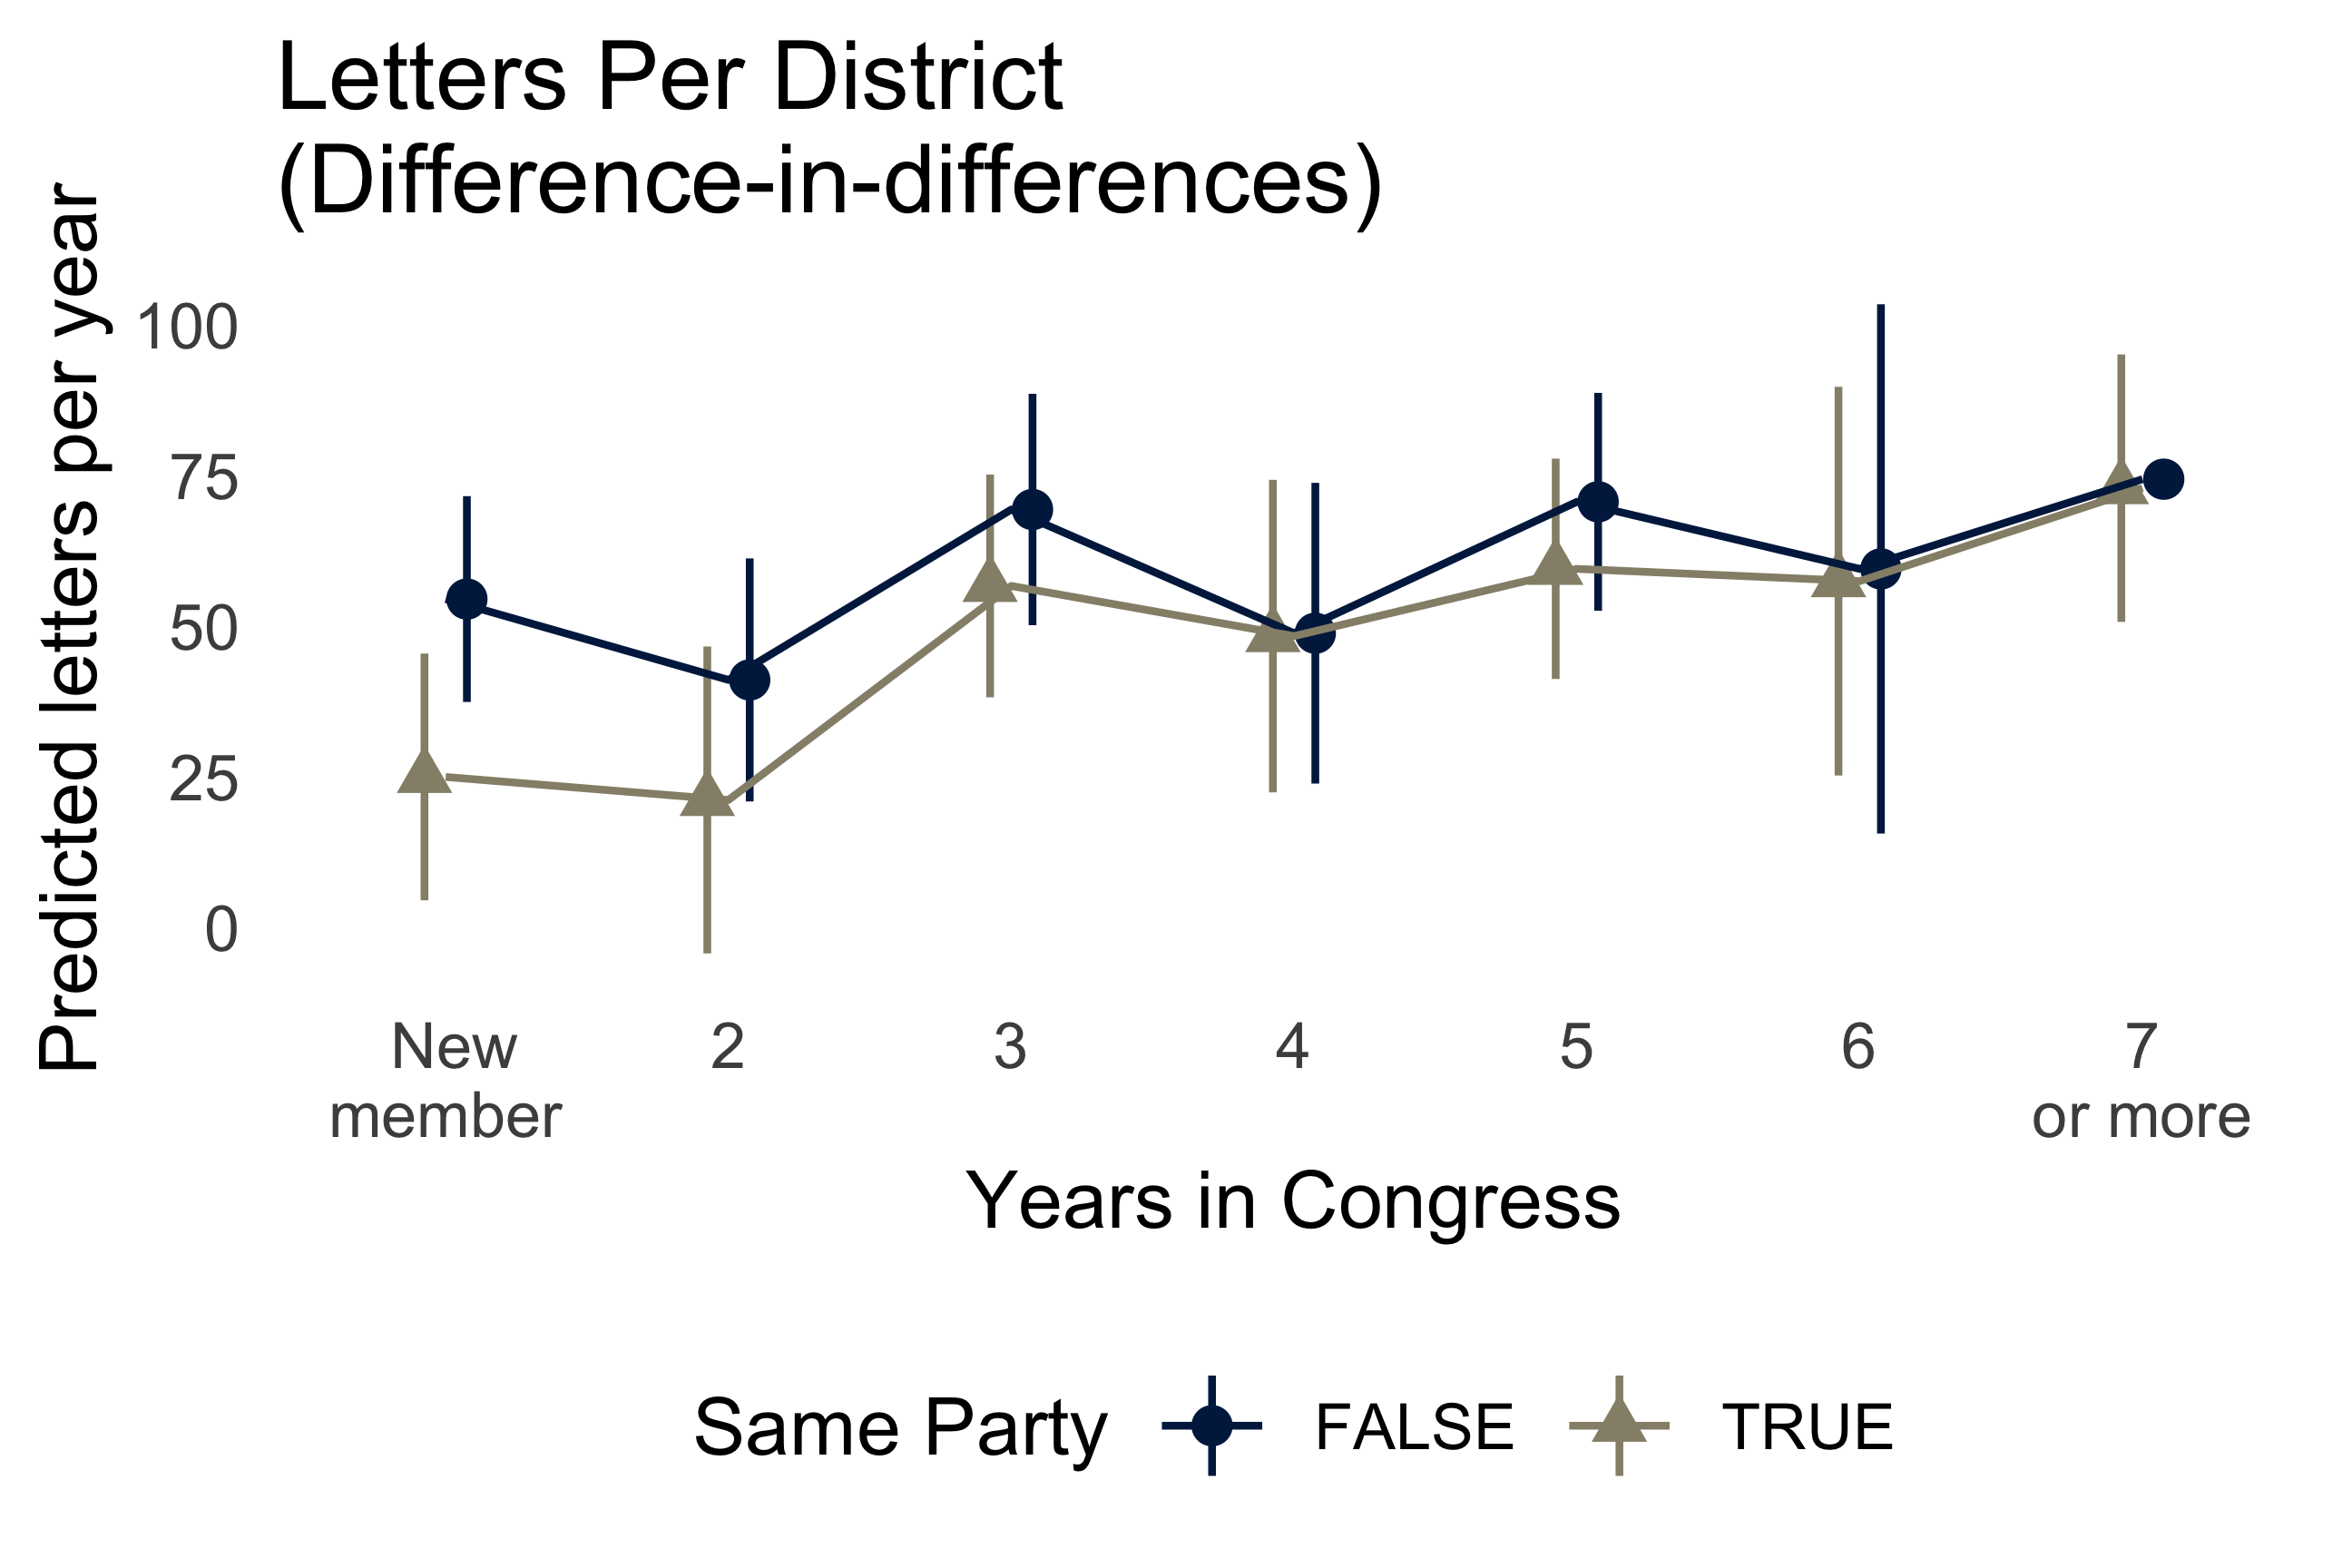 Letters Per District
(Difference-in-differences)
Predicted letters per year
100
75
50
25
0
New
member
2
3
4
5
6
7
or more
Years in Congress
Same Party
FALSE
TRUE